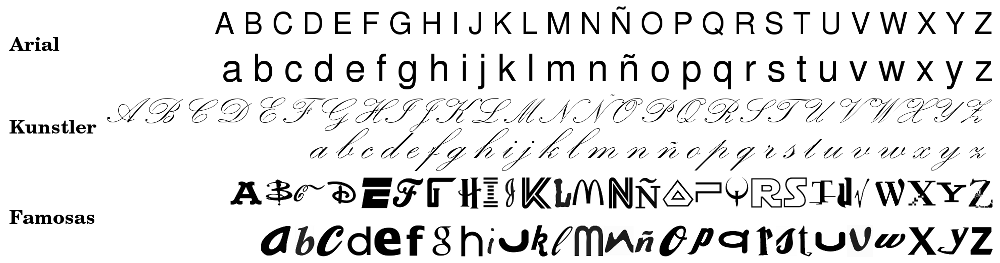 Arial
A B C D E F G H I J K L M N Ñ O P Q R S T U V W X Y Z
a b c d e f g h i j k l m n ñ o p q r s t u v w x y z
Kunstler
A B C D E F G H I J K L M N Ñ O P Q R S T U V W X Y Z
a b c d e f g h i j k l m n ñ o p q r s t u v w x y z
Famosas
A B C D E F G H I J K L M N Ñ O P Q R S T U V W X Y Z
a b c d e f g h i j k l m n ñ o p q r s t u v w x y z